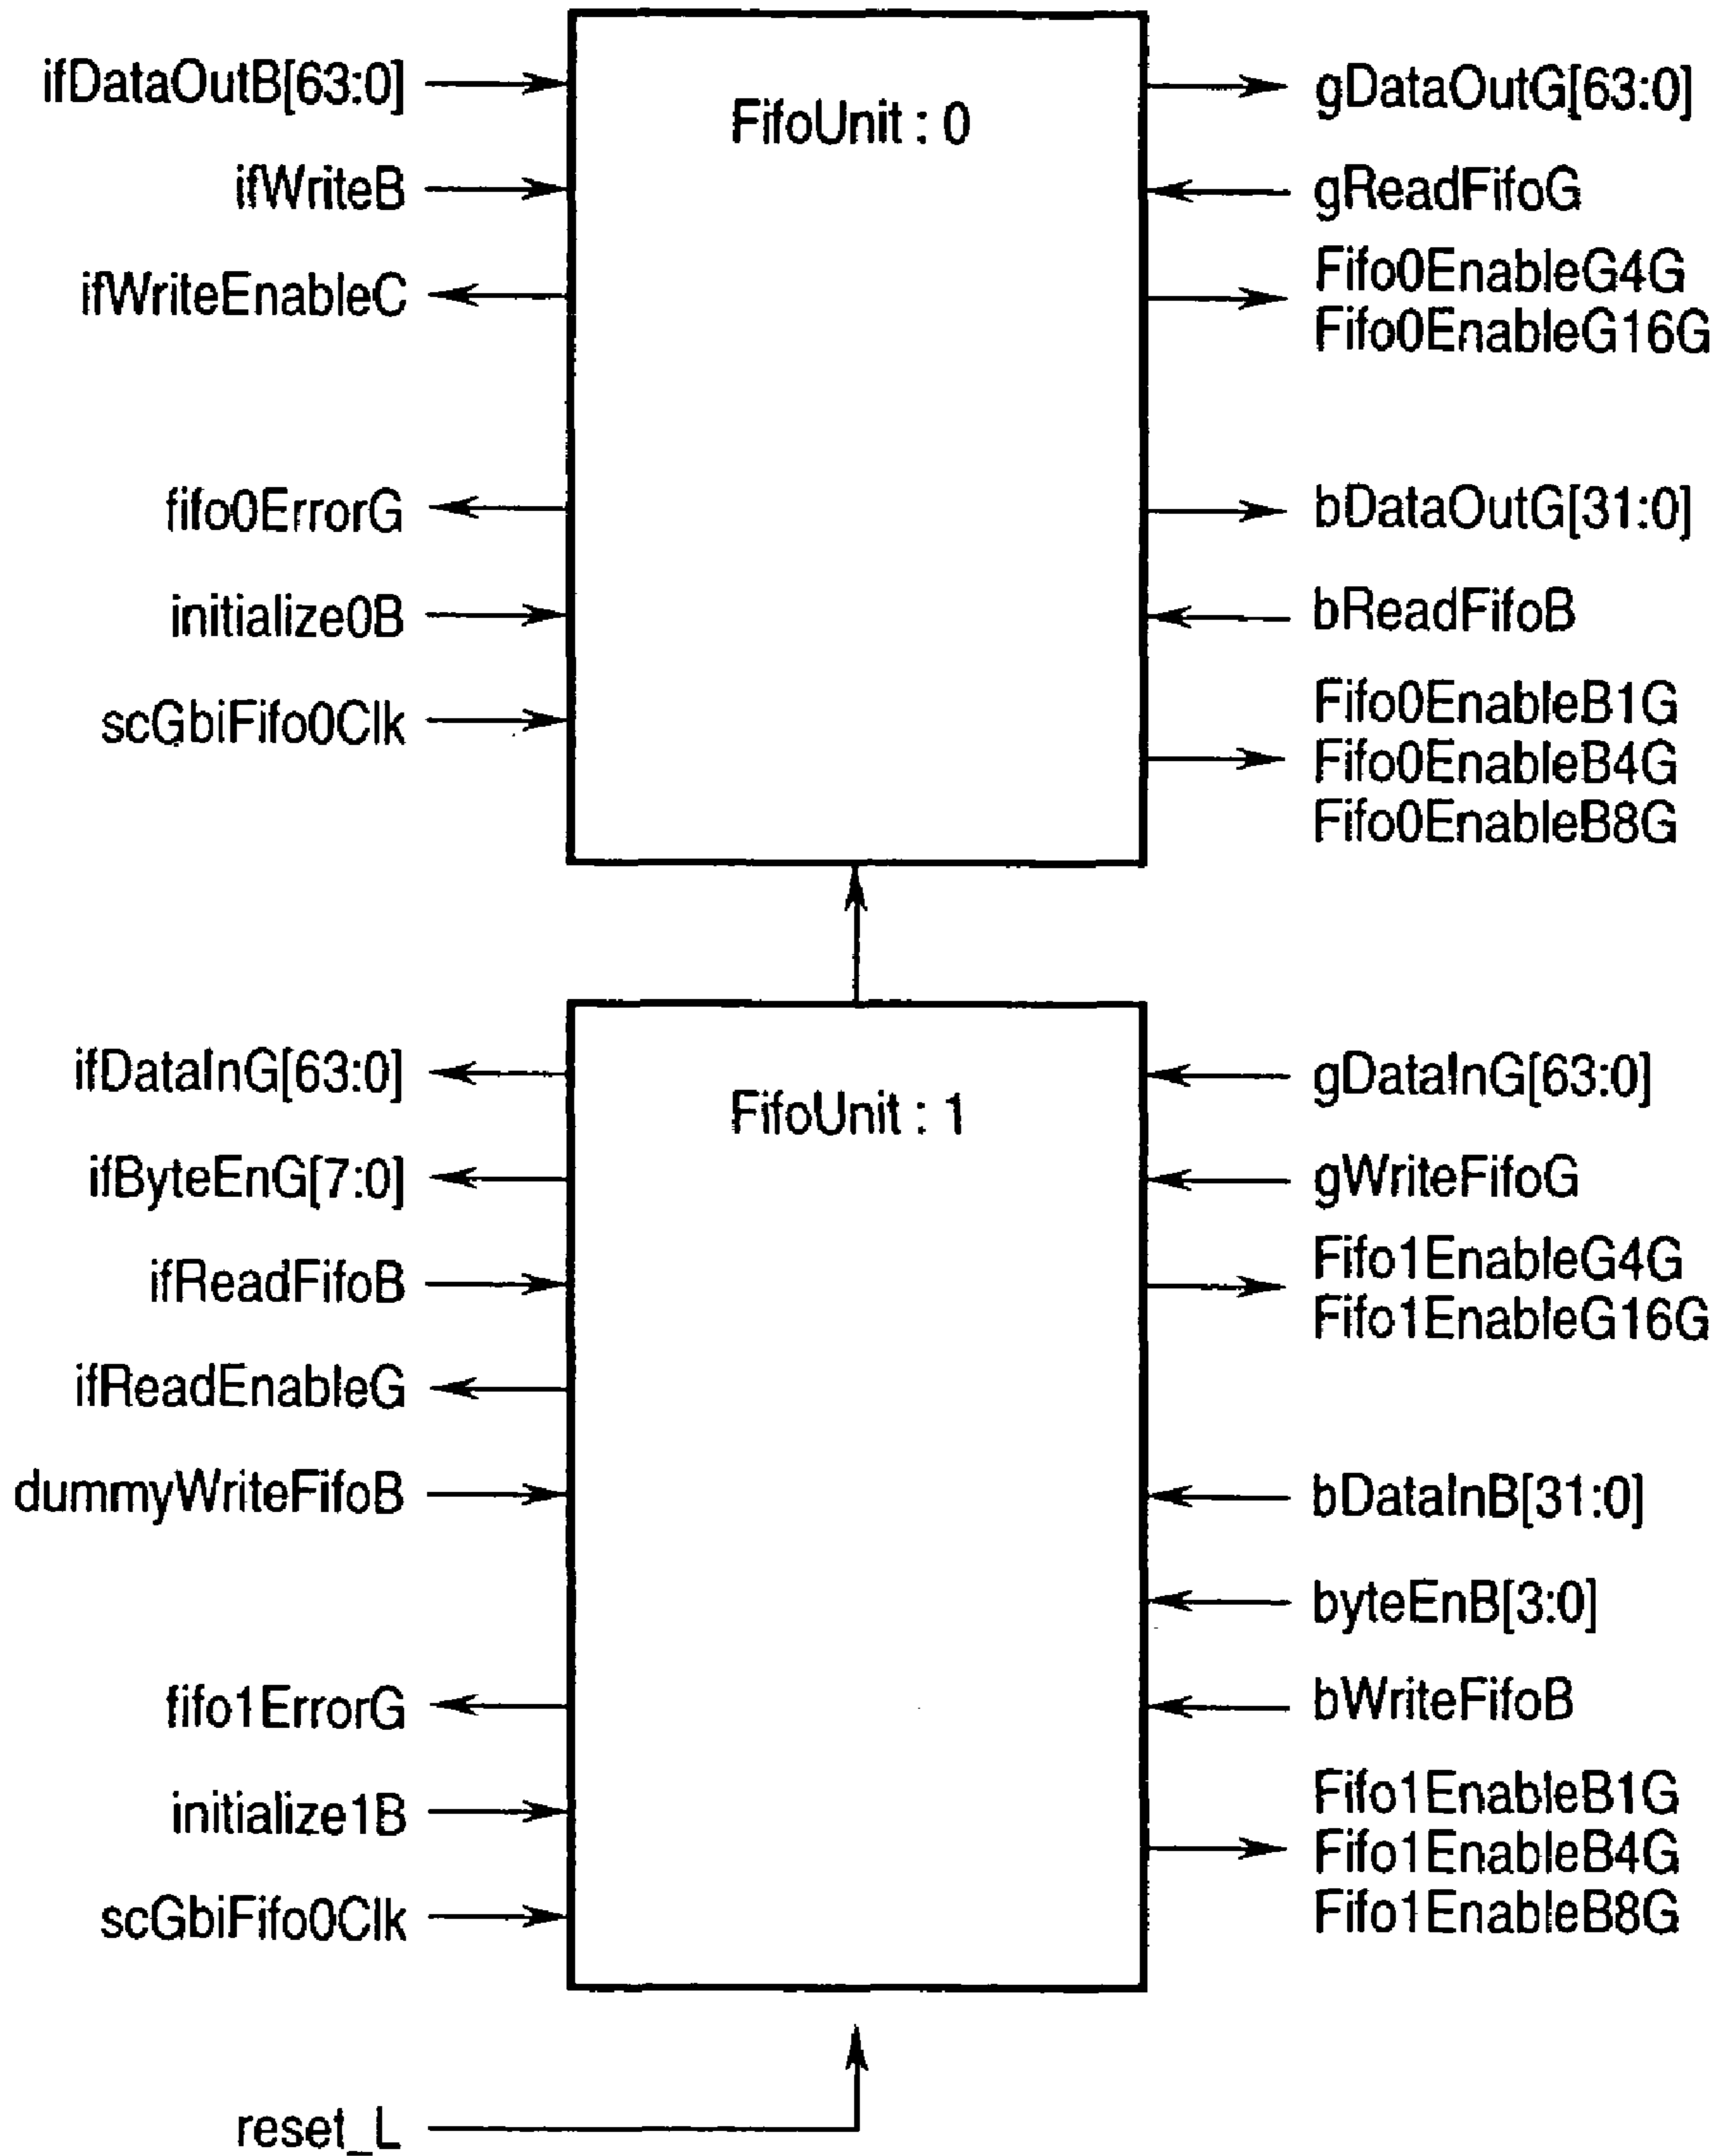 ifDataOutB[63:0]
ifWriteB
ifWriteEnableC
fifo0ErrorG
initialize0B
scGbiFifo0Clk
FifoUnit : 0
gDataOutG[63:0]
gReadFifoG
Fifo0EnableG4G
Fifo0EnableG16G
bDataOutG[31:0]
bReadFifoB
Fifo0EnableB1G
Fifo0EnableB4G
Fifo0EnableB8G
ifDataInG[63:0]
ifByteEnG[7:0]
ifReadFifoB
ifReadEnableG
dummyWriteFifoB
fifo1ErrorG
initialize1B
scGbiFifo0Clk
FifoUnit : 1
gDataInG[63:0]
gWriteFifoG
Fifo1EnableG4G
Fifo1EnableG16G
bDataInB[31:0]
byteEnB[3:0]
bWriteFifoB
Fifo1EnableB1G
Fifo1EnableB4G
Fifo1EnableB8G
reset_L